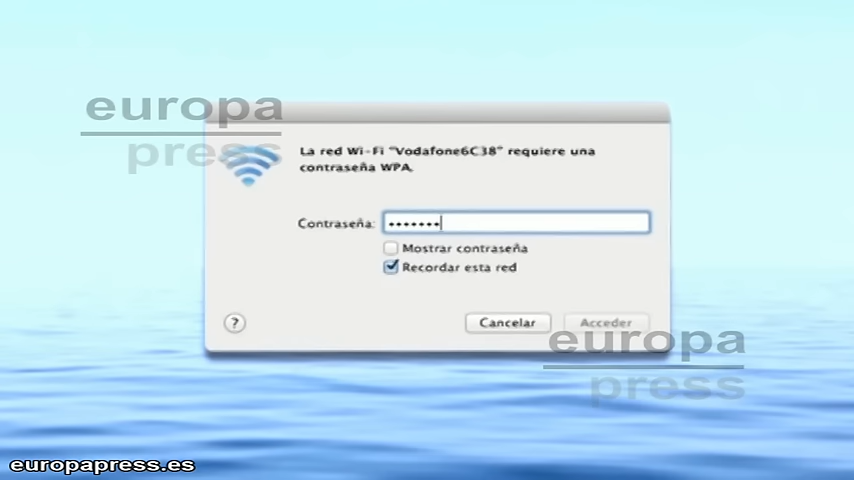 europa
press
La red Wi-Fi "Vodafone6C38" requiere una
contraseña WPA.
Contraseña: •••••••
Mostrar contraseña
Recordar esta red
?
Cancelar
Acceder
europa
press
europapress.es